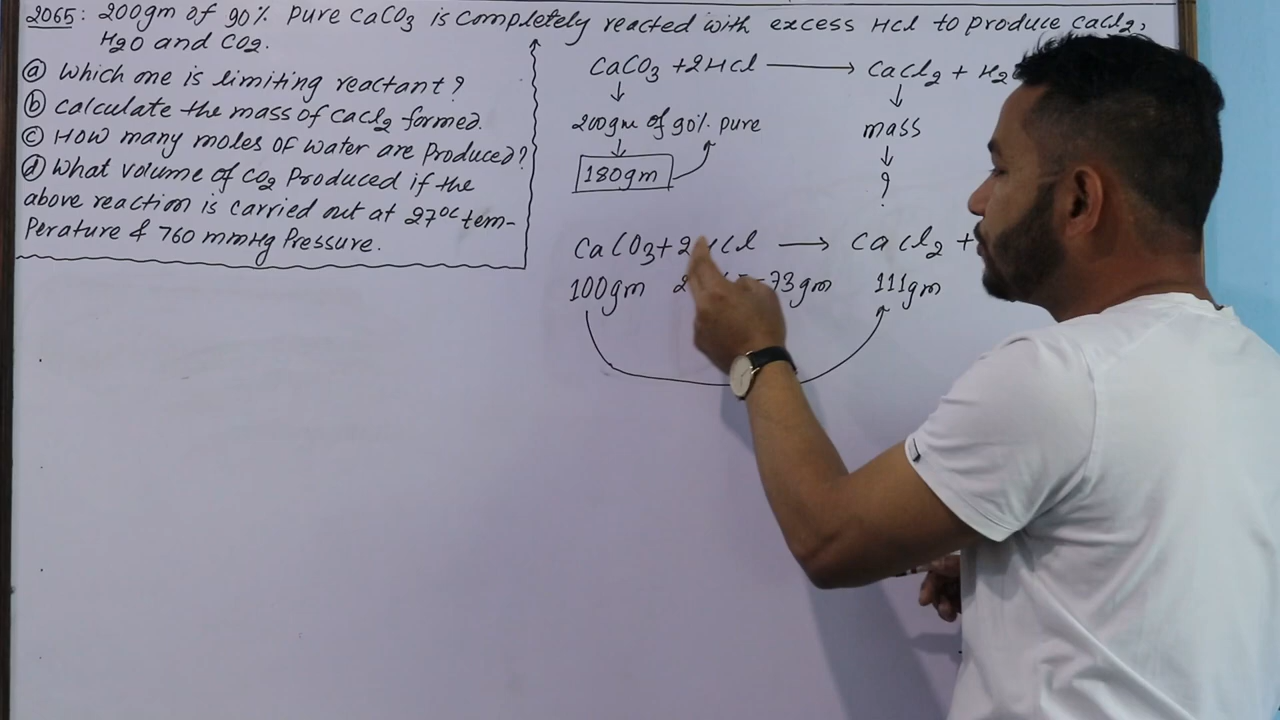 2065: 200gm of 90% pure CaCO3 is completely reacted with excess HCl to produce CaCl2,
H2O and CO2.
(a) Which one is limiting reactant?
(b) Calculate the mass of CaCl2 formed.
(c) How many moles of water are Produced?
(d) What volume of CO2 Produced if the
above reaction is carried out at 27°C tem-
Perature & 760 mmHg Pressure.
CaCO3 + 2HCl ⟶ CaCl2 + H2
200gm of 90% pure
mass
180gm
?
CaCO3 + 2HCl ⟶ CaCl2 +
100gm =73gm 111gm